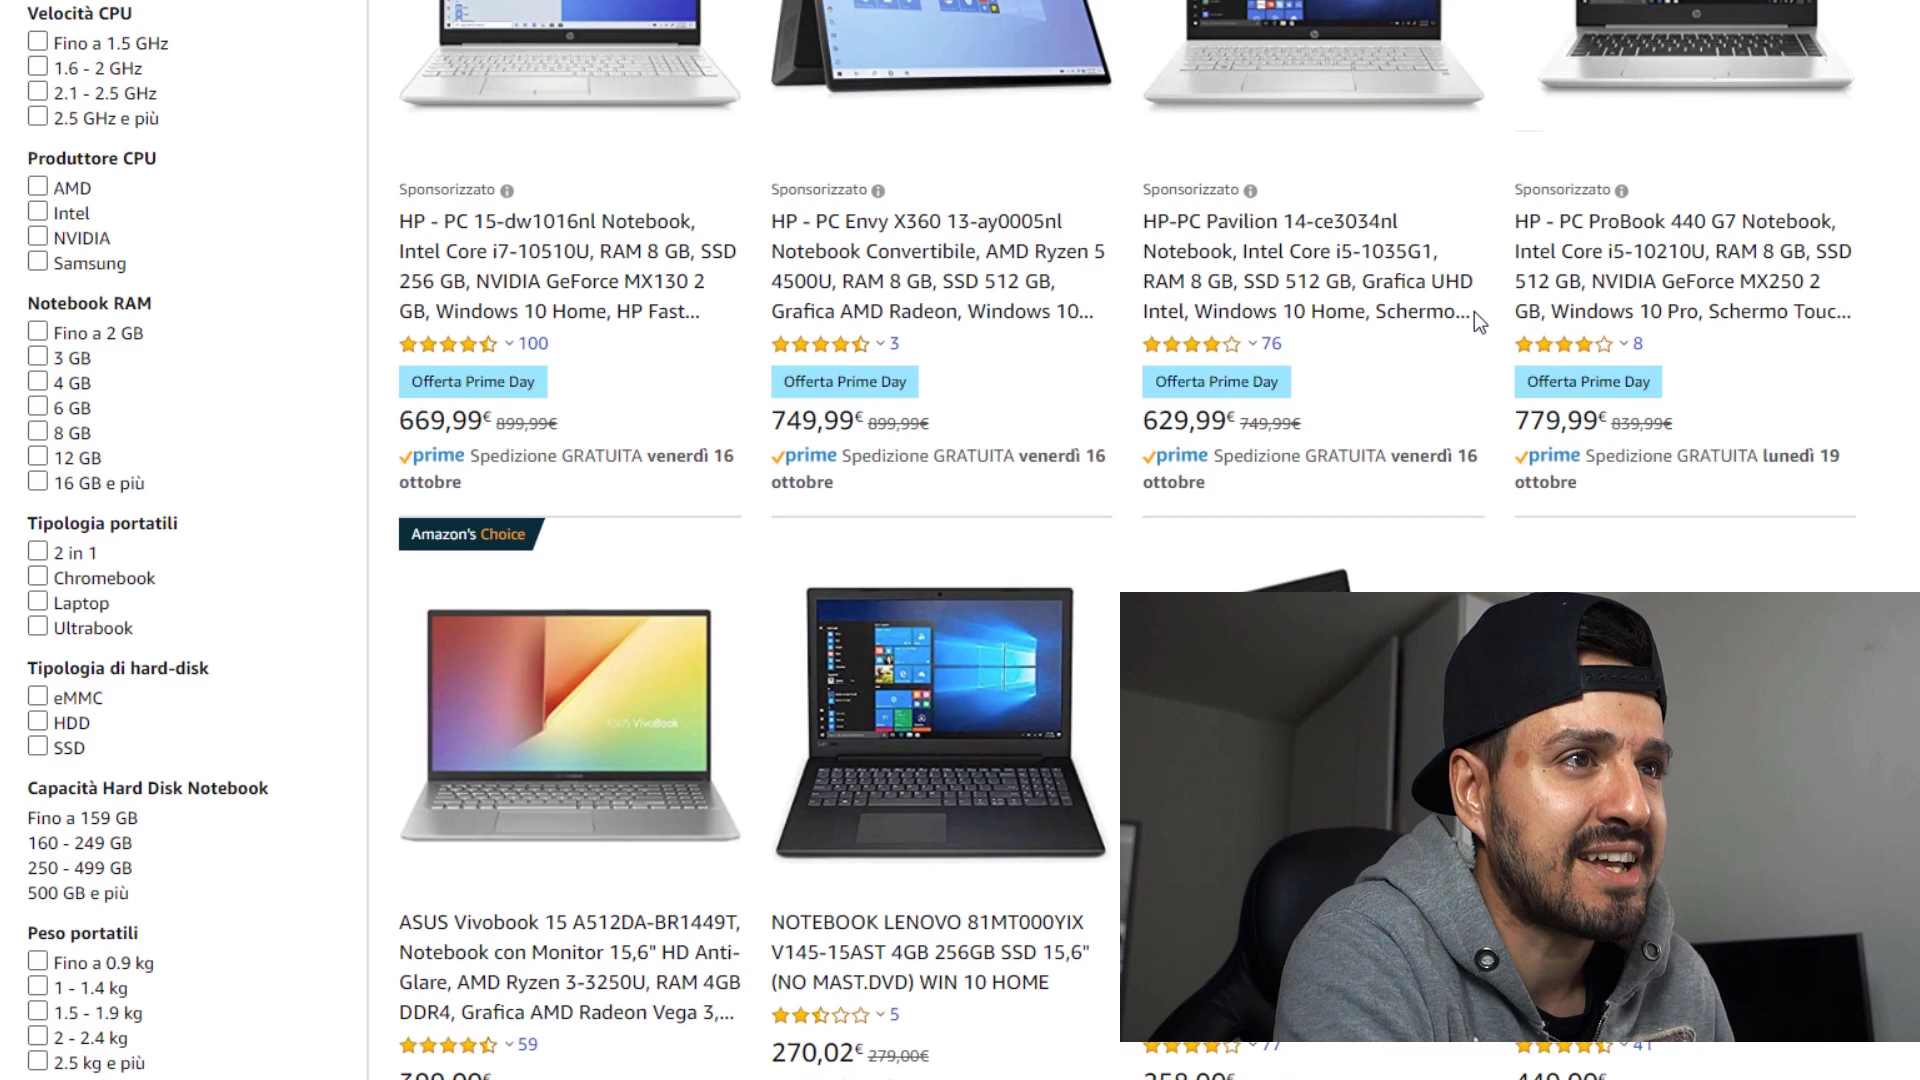 Velocità CPU
Fino a 1.5 GHz
1.6 - 2 GHz
2.1 - 2.5 GHz
2.5 GHz e più
Produttore CPU
AMD
Intel
NVIDIA
Samsung
Notebook RAM
Fino a 2 GB
3 GB
4 GB
6 GB
8 GB
12 GB
16 GB e più
Tipologia portatili
2 in 1
Chromebook
Laptop
Ultrabook
Tipologia di hard-disk
eMMC
HDD
SSD
Capacità Hard Disk Notebook
Fino a 159 GB
160 - 249 GB
250 - 499 GB
500 GB e più
Peso portatili
Fino a 0.9 kg
1 - 1.4 kg
1.5 - 1.9 kg
2 - 2.4 kg
2.5 kg e più
Sponsorizzato
HP - PC 15-dw1016nl Notebook,
Intel Core i7-10510U, RAM 8 GB, SSD
256 GB, NVIDIA GeForce MX130 2
GB, Windows 10 Home, HP Fast...
100
Offerta Prime Day
669,99€ 899,99€
prime Spedizione GRATUITA venerdì 16
ottobre
Sponsorizzato
HP - PC Envy X360 13-ay0005nl
Notebook Convertibile, AMD Ryzen 5
4500U, RAM 8 GB, SSD 512 GB,
Grafica AMD Radeon, Windows 10...
3
Offerta Prime Day
749,99€ 899,99€
prime Spedizione GRATUITA venerdì 16
ottobre
Sponsorizzato
HP-PC Pavilion 14-ce3034nl
Notebook, Intel Core i5-1035G1,
RAM 8 GB, SSD 512 GB, Grafica UHD
Intel, Windows 10 Home, Schermo...
76
Offerta Prime Day
629,99€ 749,99€
prime Spedizione GRATUITA venerdì 16
ottobre
Sponsorizzato
HP - PC ProBook 440 G7 Notebook,
Intel Core i5-10210U, RAM 8 GB, SSD
512 GB, NVIDIA GeForce MX250 2
GB, Windows 10 Pro, Schermo Touc...
8
Offerta Prime Day
779,99€ 839,99€
prime Spedizione GRATUITA lunedì 19
ottobre
Amazon's Choice
ASUS VivoBook
ASUS Vivobook 15 A512DA-BR1449T,
Notebook con Monitor 15,6" HD Anti-
Glare, AMD Ryzen 3-3250U, RAM 4GB
DDR4, Grafica AMD Radeon Vega 3,...
59
NOTEBOOK LENOVO 81MT000YIX
V145-15AST 4GB 256GB SSD 15,6"
(NO MAST.DVD) WIN 10 HOME
5
270,02€ 279,00€
77
41